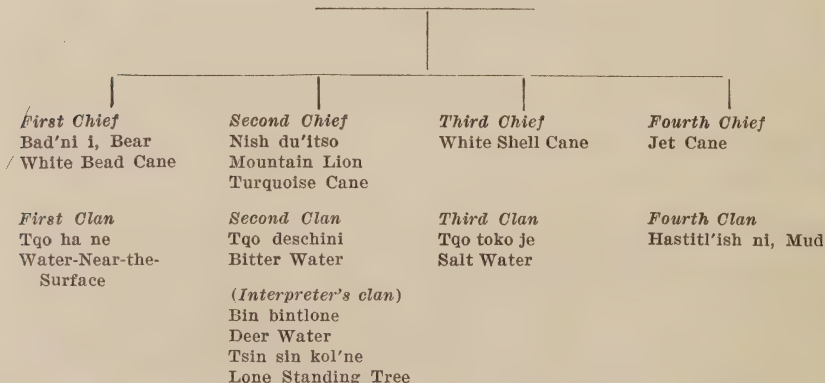 First Chief
Bad'ni i, Bear
White Bead Cane
Second Chief
Nish du'itso
Mountain Lion
Turquoise Cane
Third Chief
White Shell Cane
Fourth Chief
Jet Cane
First Clan
Tqo ha ne
Water-Near-the-
Surface
Second Clan
Tqo deschini
Bitter Water
(Interpreter's clan)
Bin bintlone
Deer Water
Tsin sin kol'ne
Lone Standing Tree
Third Clan
Tqo toko je
Salt Water
Fourth Clan
Hastitl'ish ni, Mud